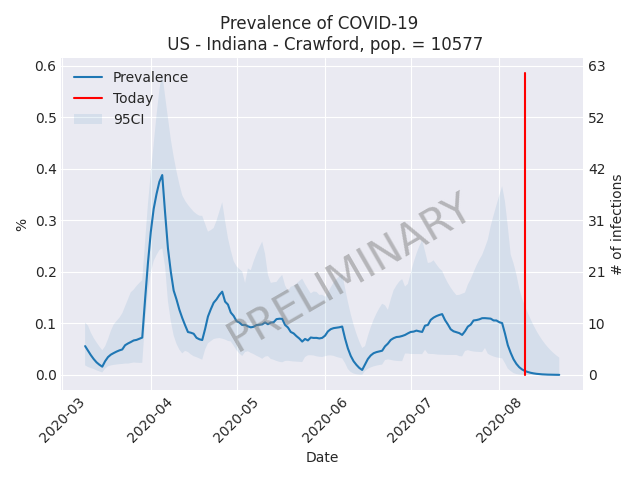 Prevalence of COVID-19
US - Indiana - Crawford, pop. = 10577
Prevalence
Today
95CI
PRELIMINARY
%
0.6
0.5
0.4
0.3
0.2
0.1
0.0
63
52
42
31
21
10
0
# of infections
2020-03
2020-04
2020-05
2020-06
2020-07
2020-08
Date